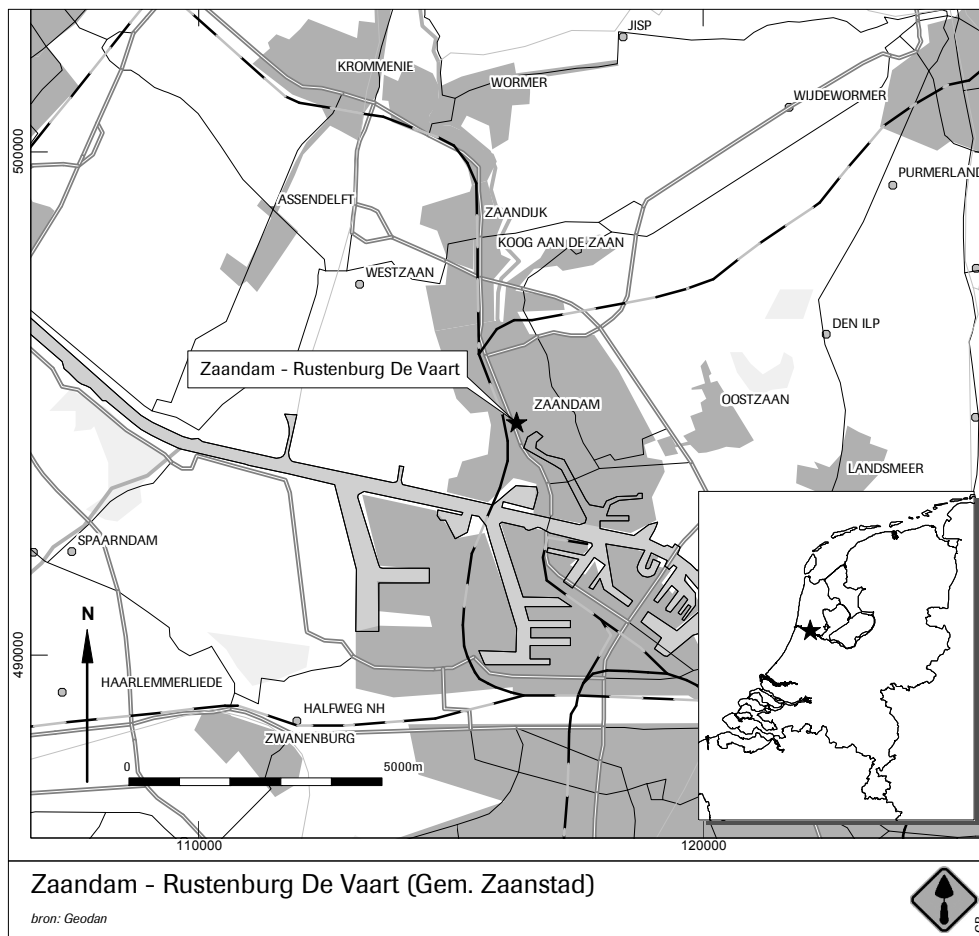 JISP
KROMMENIE
WORMER
WIJDEWORMER
500000
PURMERLAND
ASSENDELFT
ZAANDIJK
KOOG AAN DE ZAAN
WESTZAAN
DEN ILP
Zaandam - Rustenburg De Vaart
ZAANDAM
OOSTZAAN
LANDSMEER
SPAARNDAM
N
490000
HAARLEMMERLIEDE
HALFWEG NH
ZWANENBURG
0 5000m
110000 120000
Zaandam - Rustenburg De Vaart (Gem. Zaanstad)
bron: Geodan